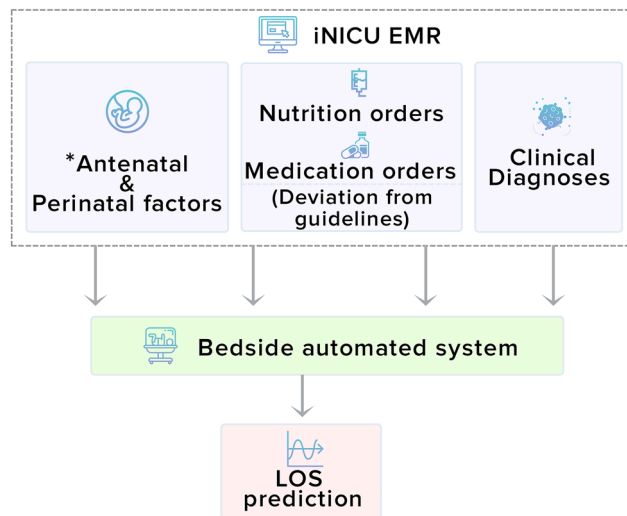 iNICU EMR
*Antenatal
&
Perinatal factors
Nutrition orders
Medication orders
(Deviation from
guidelines)
Clinical
Diagnoses
Bedside automated system
LOS
prediction